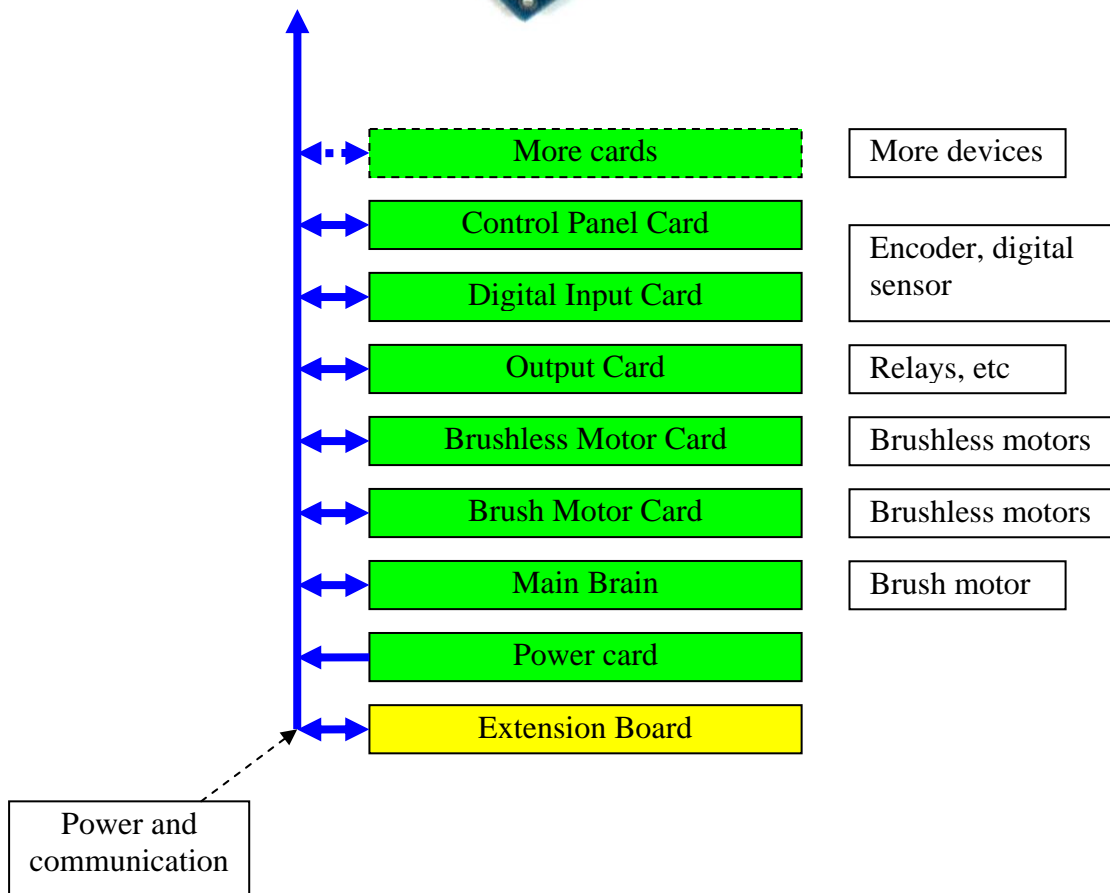 More cards
More devices
Control Panel Card
Encoder, digital
sensor
Digital Input Card
Output Card
Relays, etc
Brushless Motor Card
Brushless motors
Brush Motor Card
Brushless motors
Main Brain
Brush motor
Power card
Extension Board
Power and
communication